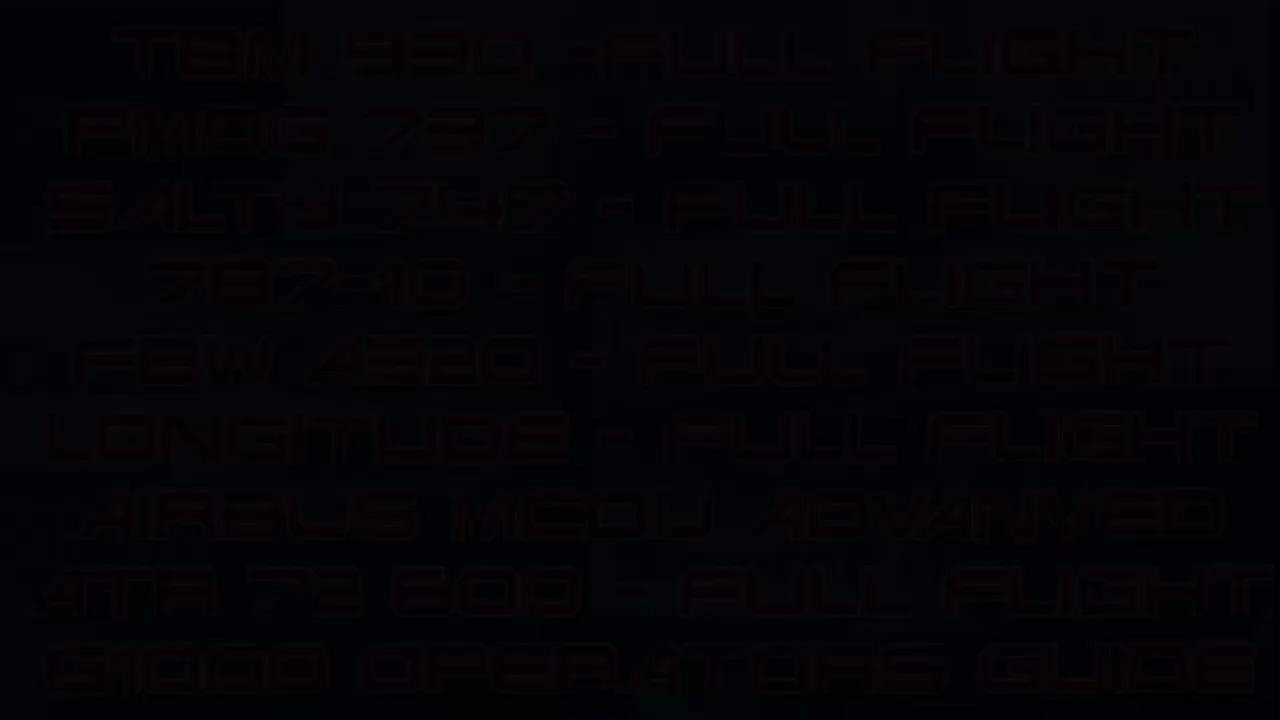 TBM 930 -FULL FLIGHT
PMDG 737 - FULL FLIGHT
SALTY 747 - FULL FLIGHT
787-10 - FULL FLIGHT
FBW A320 - FULL FLIGHT
LONGITUDE - FULL FLIGHT
AIRBUS MCDU
ATR 72 600 - FULL FLIGHT
G1000 OPERATORS GUIDE